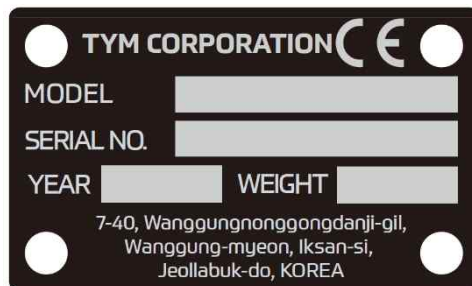 TYM CORPORATION CE
MODEL
SERIAL NO.
YEAR WEIGHT
7-40, Wanggungnonggongdanji-gil,
Wanggung-myeon, Iksan-si,
Jeollabuk-do, KOREA